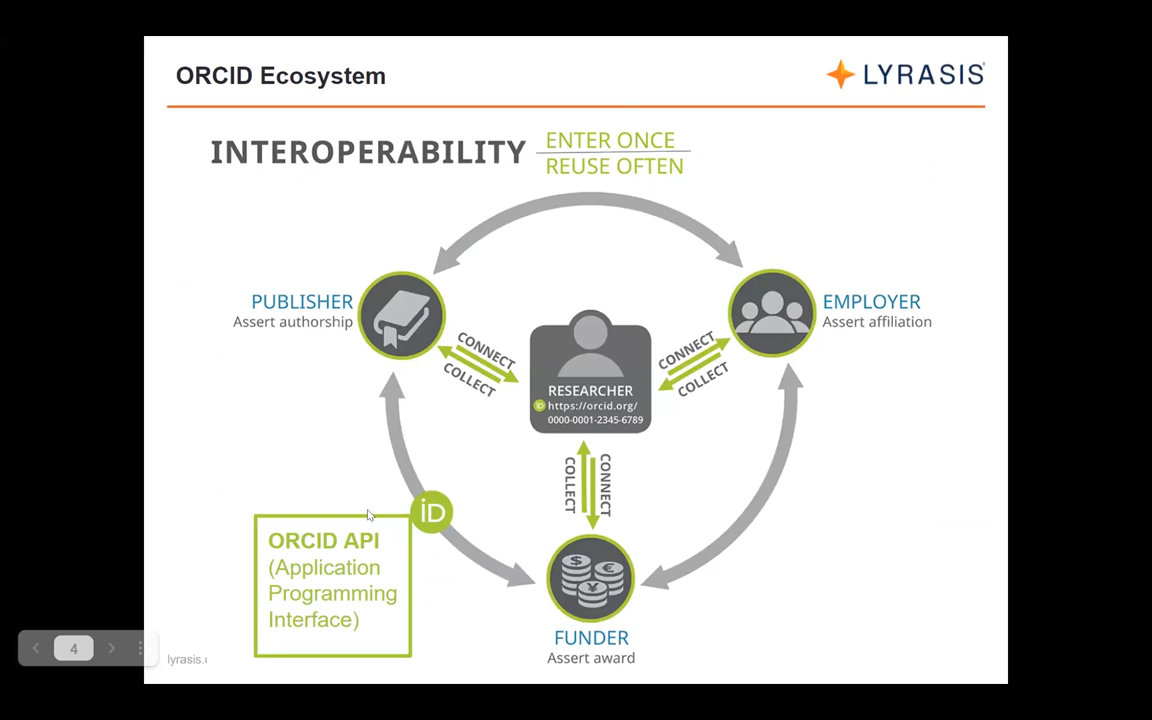 ORCID Ecosystem
LYRASIS
INTEROPERABILITY
ENTER ONCE
REUSE OFTEN
PUBLISHER
Assert authorship
EMPLOYER
Assert affiliation
CONNECT
COLLECT
CONNECT
COLLECT
RESEARCHER
iD https://orcid.org/
0000-0001-2345-6789
COLLECT
CONNECT
iD
ORCID API
(Application
Programming
Interface)
$ € ¥
FUNDER
Assert award
4
lyrasis.